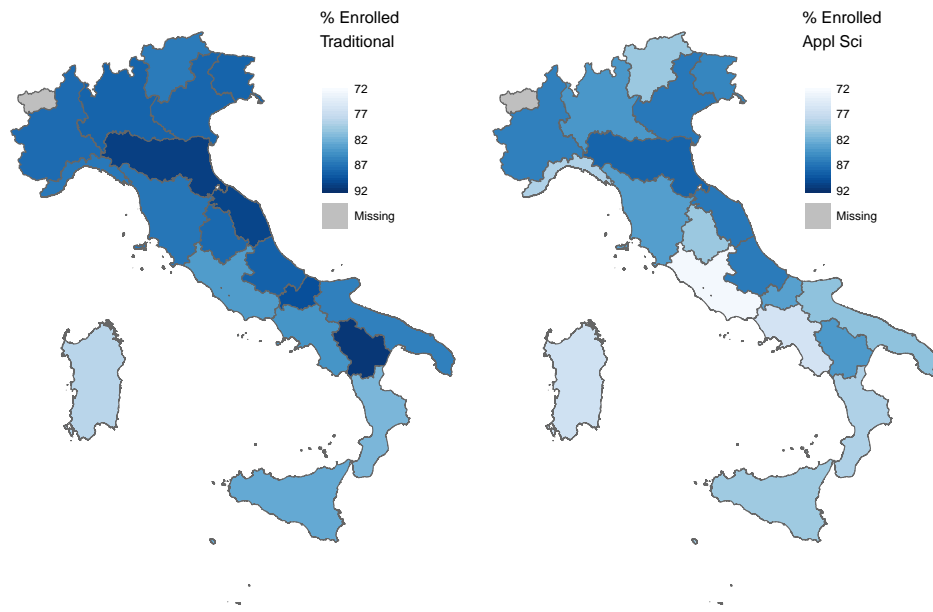 % Enrolled
Traditional
72
77
82
87
92
Missing
% Enrolled
Appl Sci
72
77
82
87
92
Missing